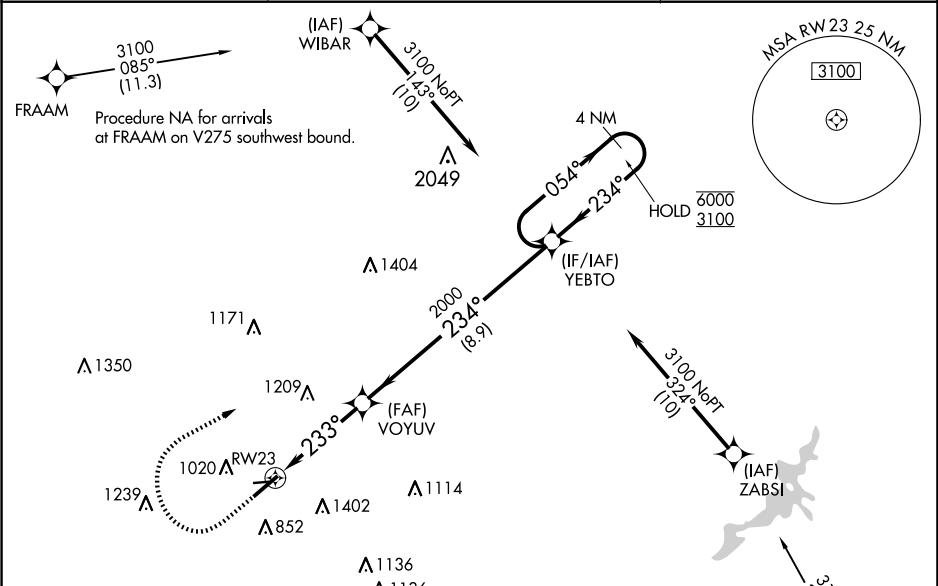 3100
085°
(11.3)
FRAAM
Procedure NA for arrivals
at FRAAM on V275 southwest bound.
(IAF)
WIBAR
3100 NoPT
143°
(10)
2049
MSA RW23 25 NM
3100
4 NM
054°
234°
HOLD
6000
3100
(IF/IAF)
YEBTO
1404
2000
234°
(8.9)
1171
1350
1209
(FAF)
VOYUV
233°
3100 NoPT
324°
(10)
(IAF)
ZABSI
1020
RW23
1239
852
1402
1114
1136